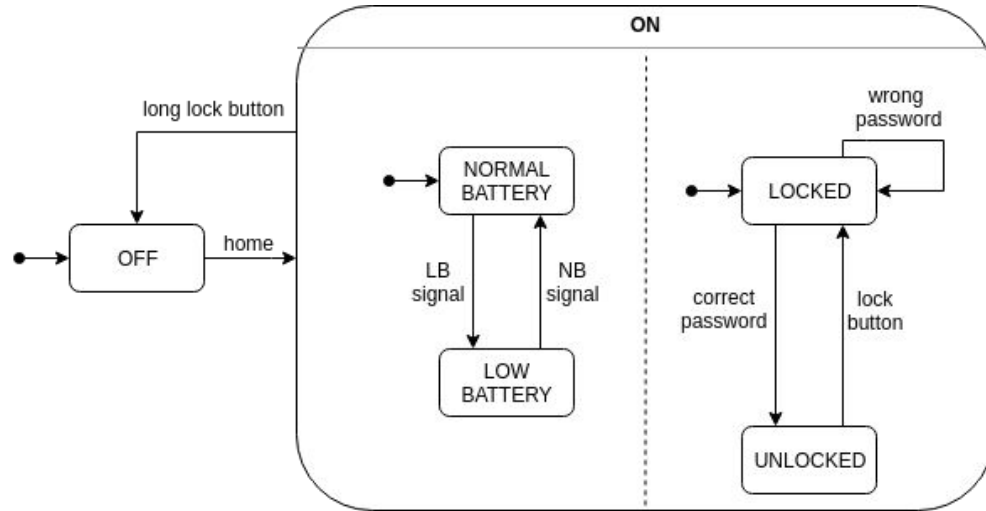 ON
long lock button
OFF
home
NORMAL
BATTERY
LB
signal
NB
signal
LOW
BATTERY
wrong
password
LOCKED
correct
password
lock
button
UNLOCKED